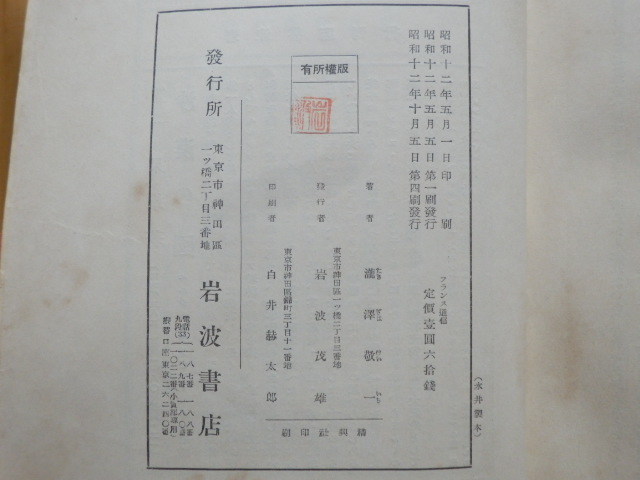 昭和十二年五月一日印刷
昭和十二年五月五日第一刷發行
昭和十二年十月五日第四刷發行
フランス通信
定價壹圓六拾錢
版權所有
著者 瀧澤敬一
東京市神田區一ツ橋二丁目三番地
發行者 岩波茂雄
東京市神田區錦町三丁目十一番地
印刷者 白井赫太郎
精興社印刷
發行所
東京市神田區
一ツ橋二丁目三番地
岩波書店
(永井製本)